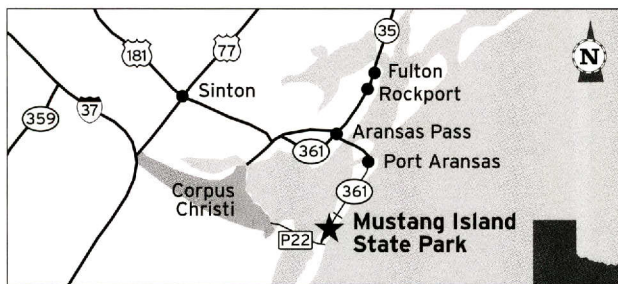 35
77
181
N
Fulton
Rockport
Sinton
37
359
Aransas Pass
361
Port Aransas
361
Corpus
Christi
Mustang Island
State Park
P22